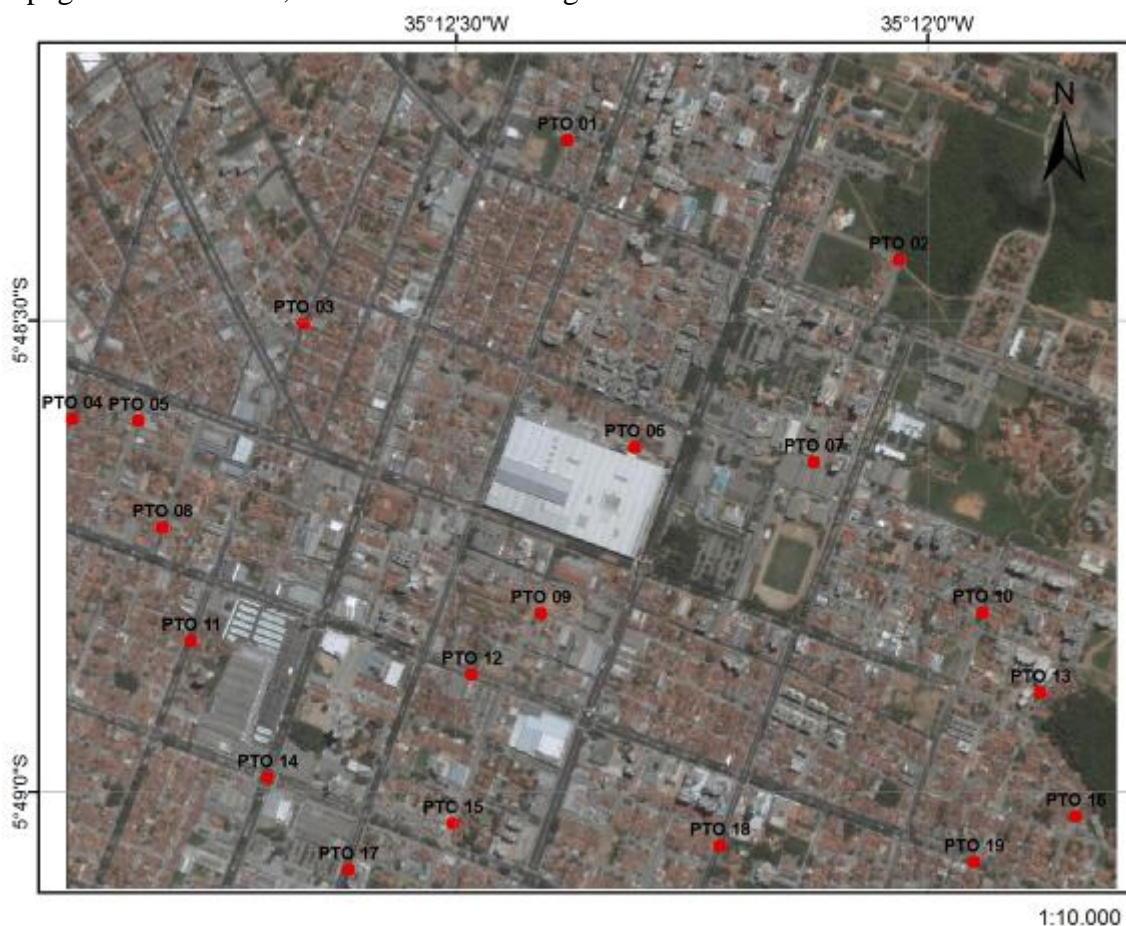 35°12'30"W
35°12'0"W
N
PTO 01
PTO 02
5°48'30"S
PTO 03
PTO 04
PTO 05
PTO 06
PTO 07
PTO 08
PTO 09
PTO 10
PTO 11
PTO 12
PTO 13
PTO 14
5°49'0"S
PTO 15
PTO 16
PTO 17
PTO 18
PTO 19
1:10.000